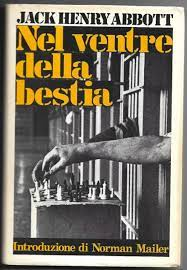 JACK HENRY ABBOTT
Nel ventre
della
bestia
Introduzione di Norman Mailer